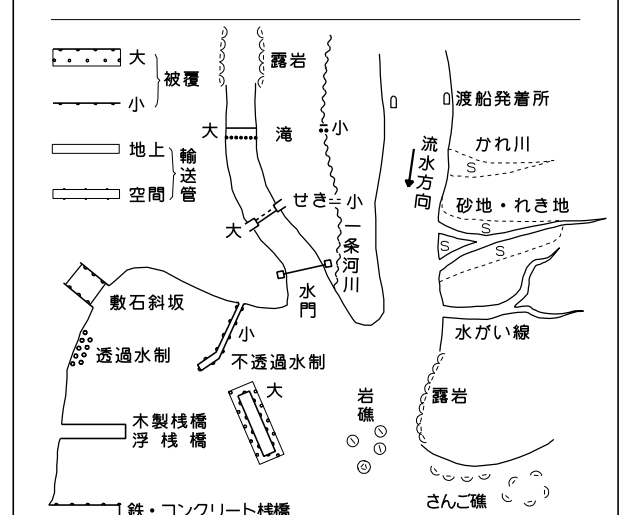 大
被覆
小
地上
輸送管
空間
露岩
大
滝
小
せき
小
大
一条河川
水門
渡船発着所
流水方向
かれ川
S
砂地・れき地
S
S
S
水がい線
敷石斜坂
透過水制
小
不透過水制
大
木製桟橋
浮桟橋
鉄・コンクリート桟橋
岩礁
露岩
さんご礁